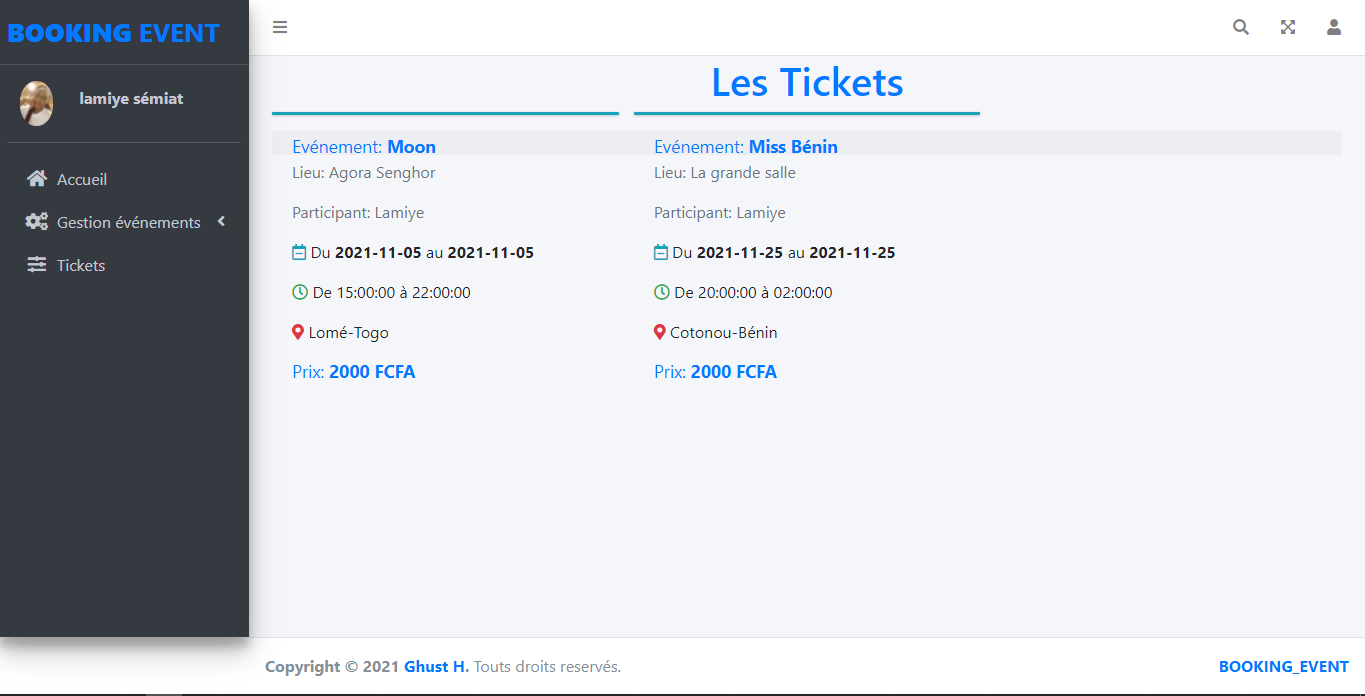 BOOKING EVENT
lamiye sémiat
Accueil
Gestion événements
Tickets
Les Tickets
Evénement: Moon
Lieu: Agora Senghor
Participant: Lamiye
Du 2021-11-05 au 2021-11-05
De 15:00:00 à 22:00:00
Lomé-Togo
Prix: 2000 FCFA
Evénement: Miss Bénin
Lieu: La grande salle
Participant: Lamiye
Du 2021-11-25 au 2021-11-25
De 20:00:00 à 02:00:00
Cotonou-Bénin
Prix: 2000 FCFA
Copyright © 2021 Ghust H. Touts droits reservés.
BOOKING_EVENT